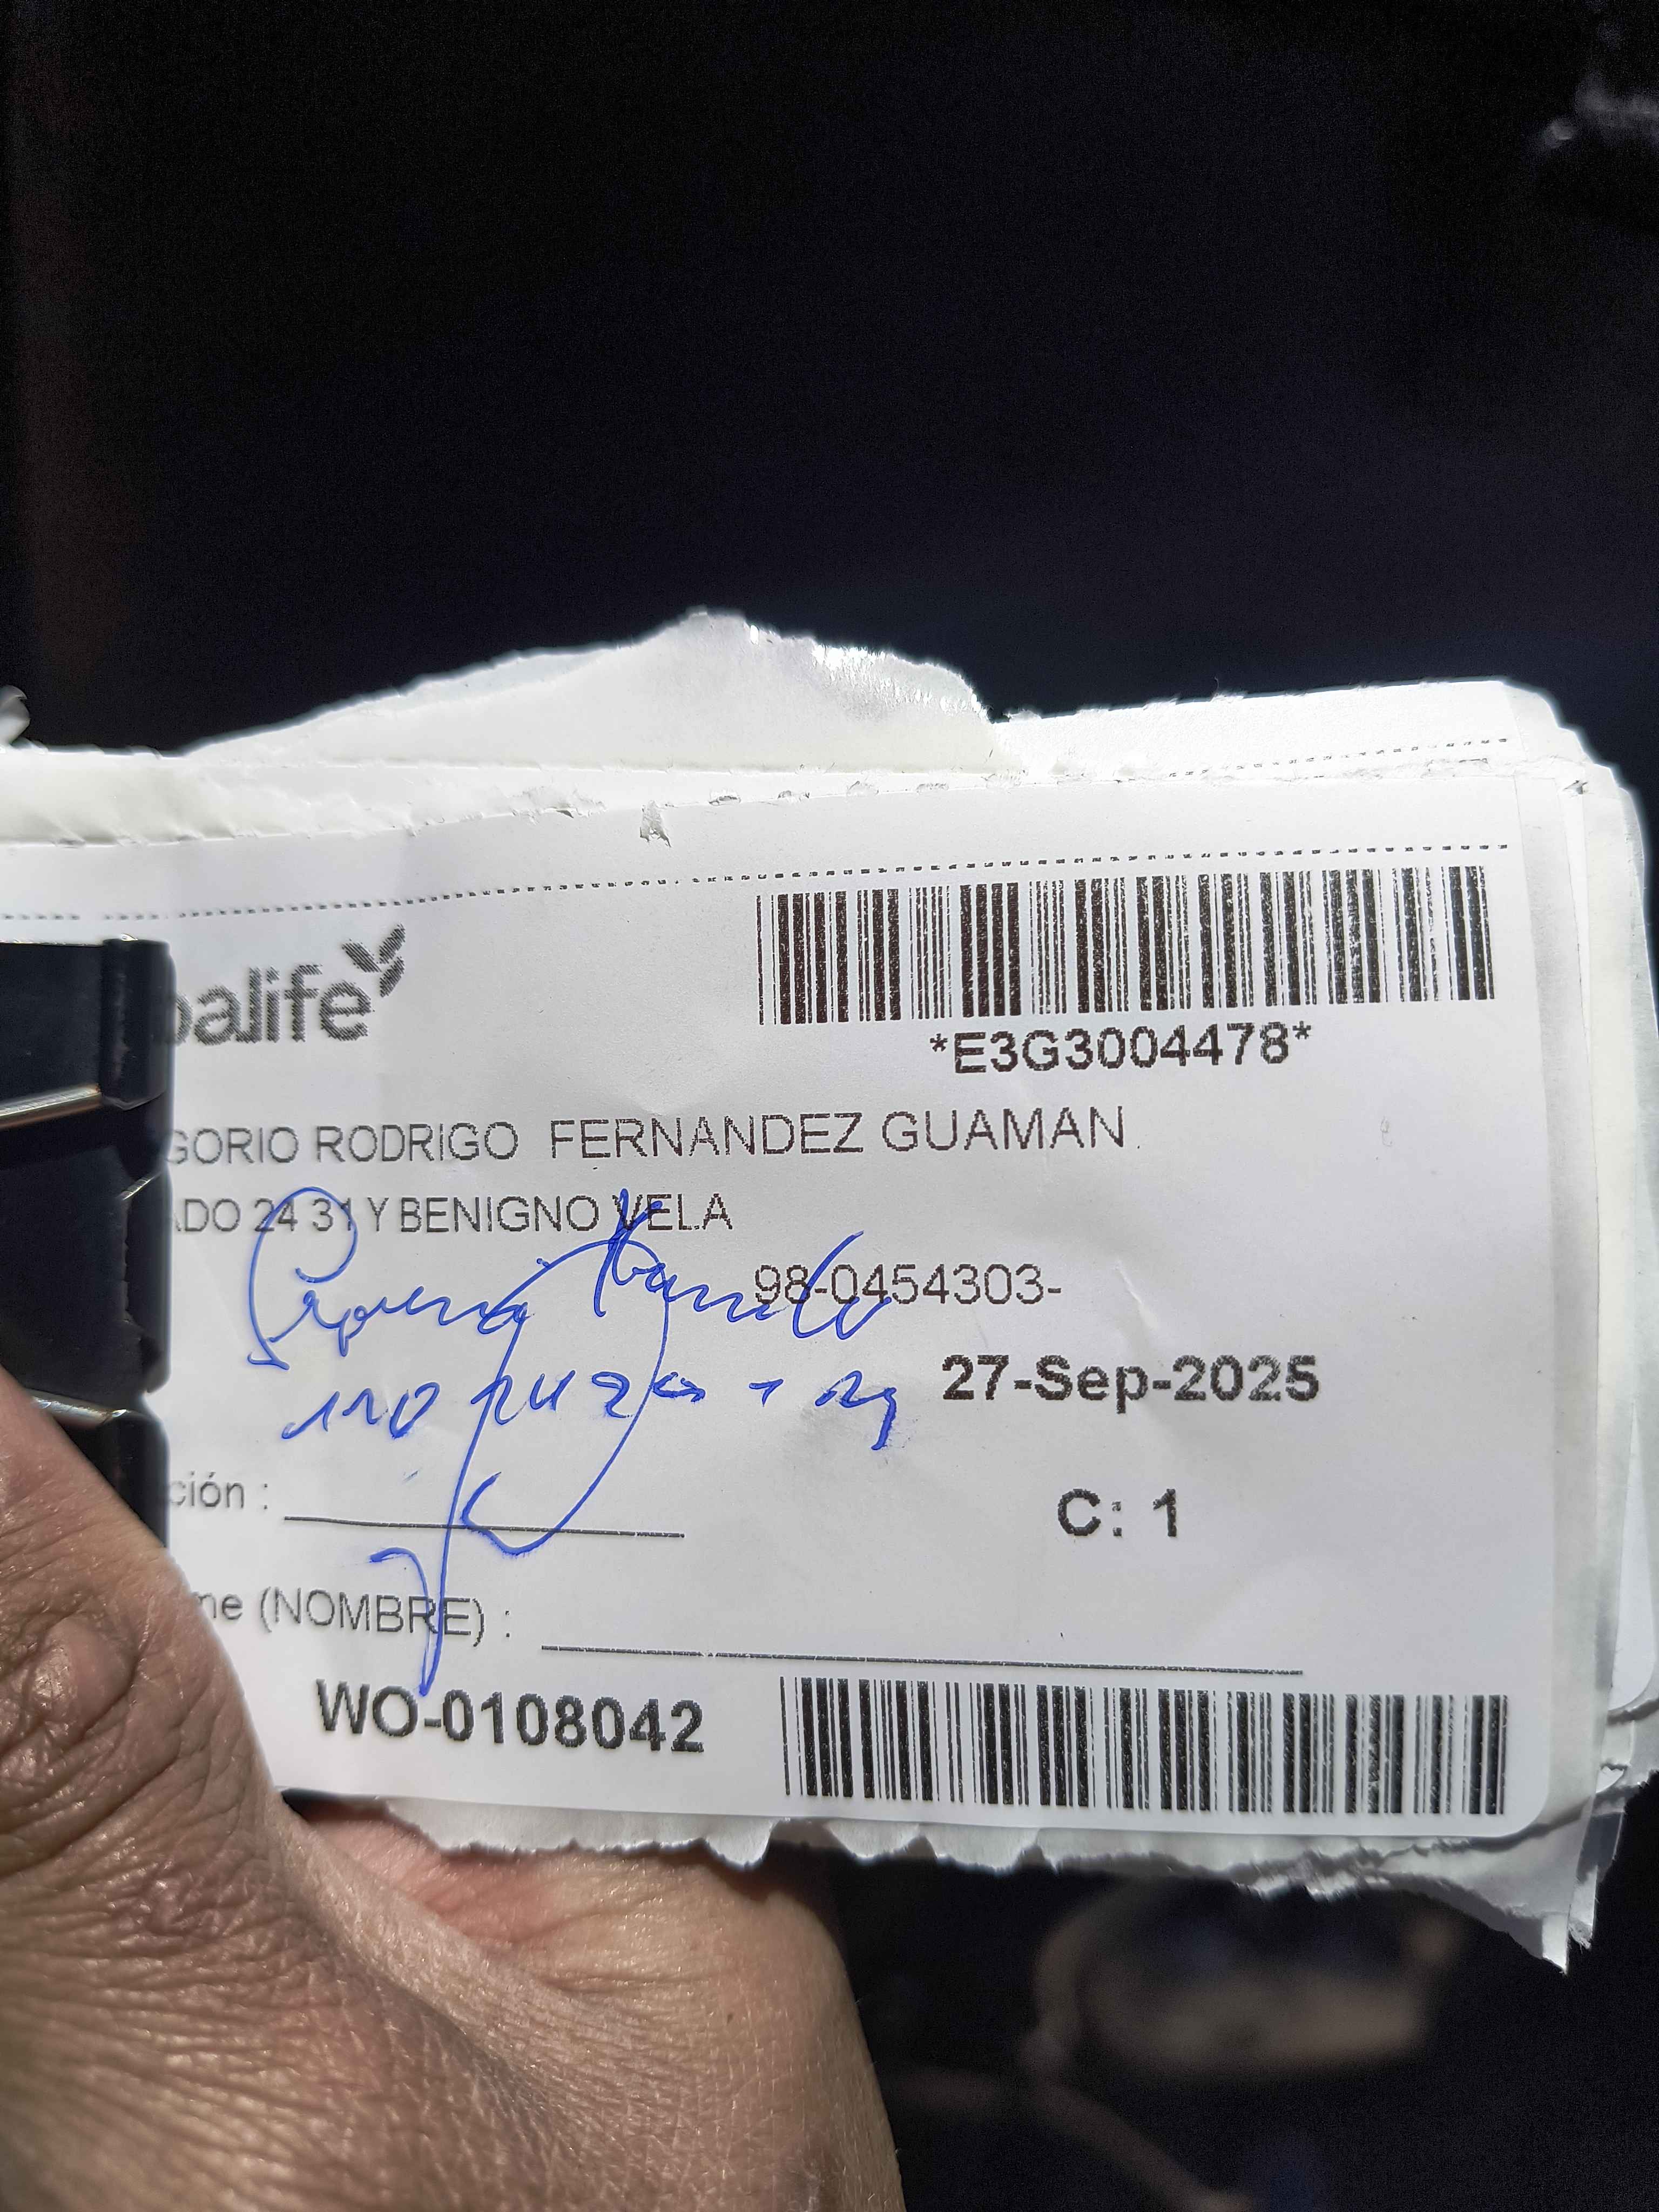 balife
*E3G3004478*
GORIO RODRIGO FERNANDEZ GUAMAN
ADO 24 31 Y BENIGNO VELA
98-0454303-
27-Sep-2025
ción :
C: 1
me (NOMBRE) :
WO-0108042